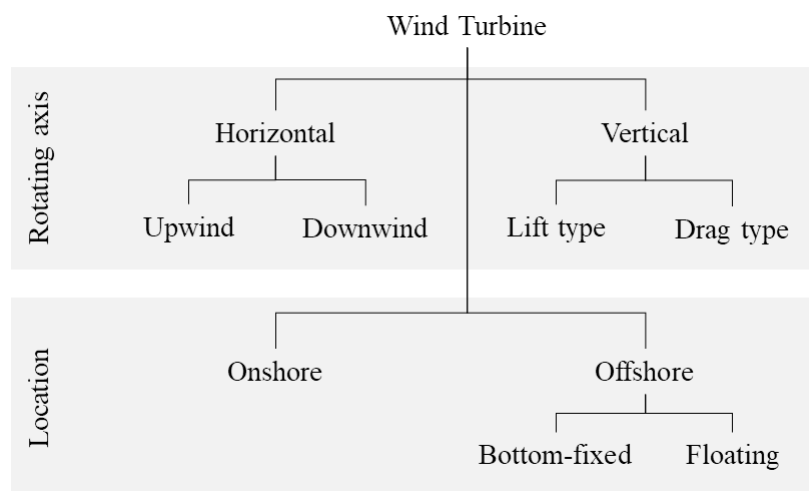 Wind Turbine
Rotating axis
Horizontal
Vertical
Upwind
Downwind
Lift type
Drag type
Location
Onshore
Offshore
Bottom-fixed
Floating